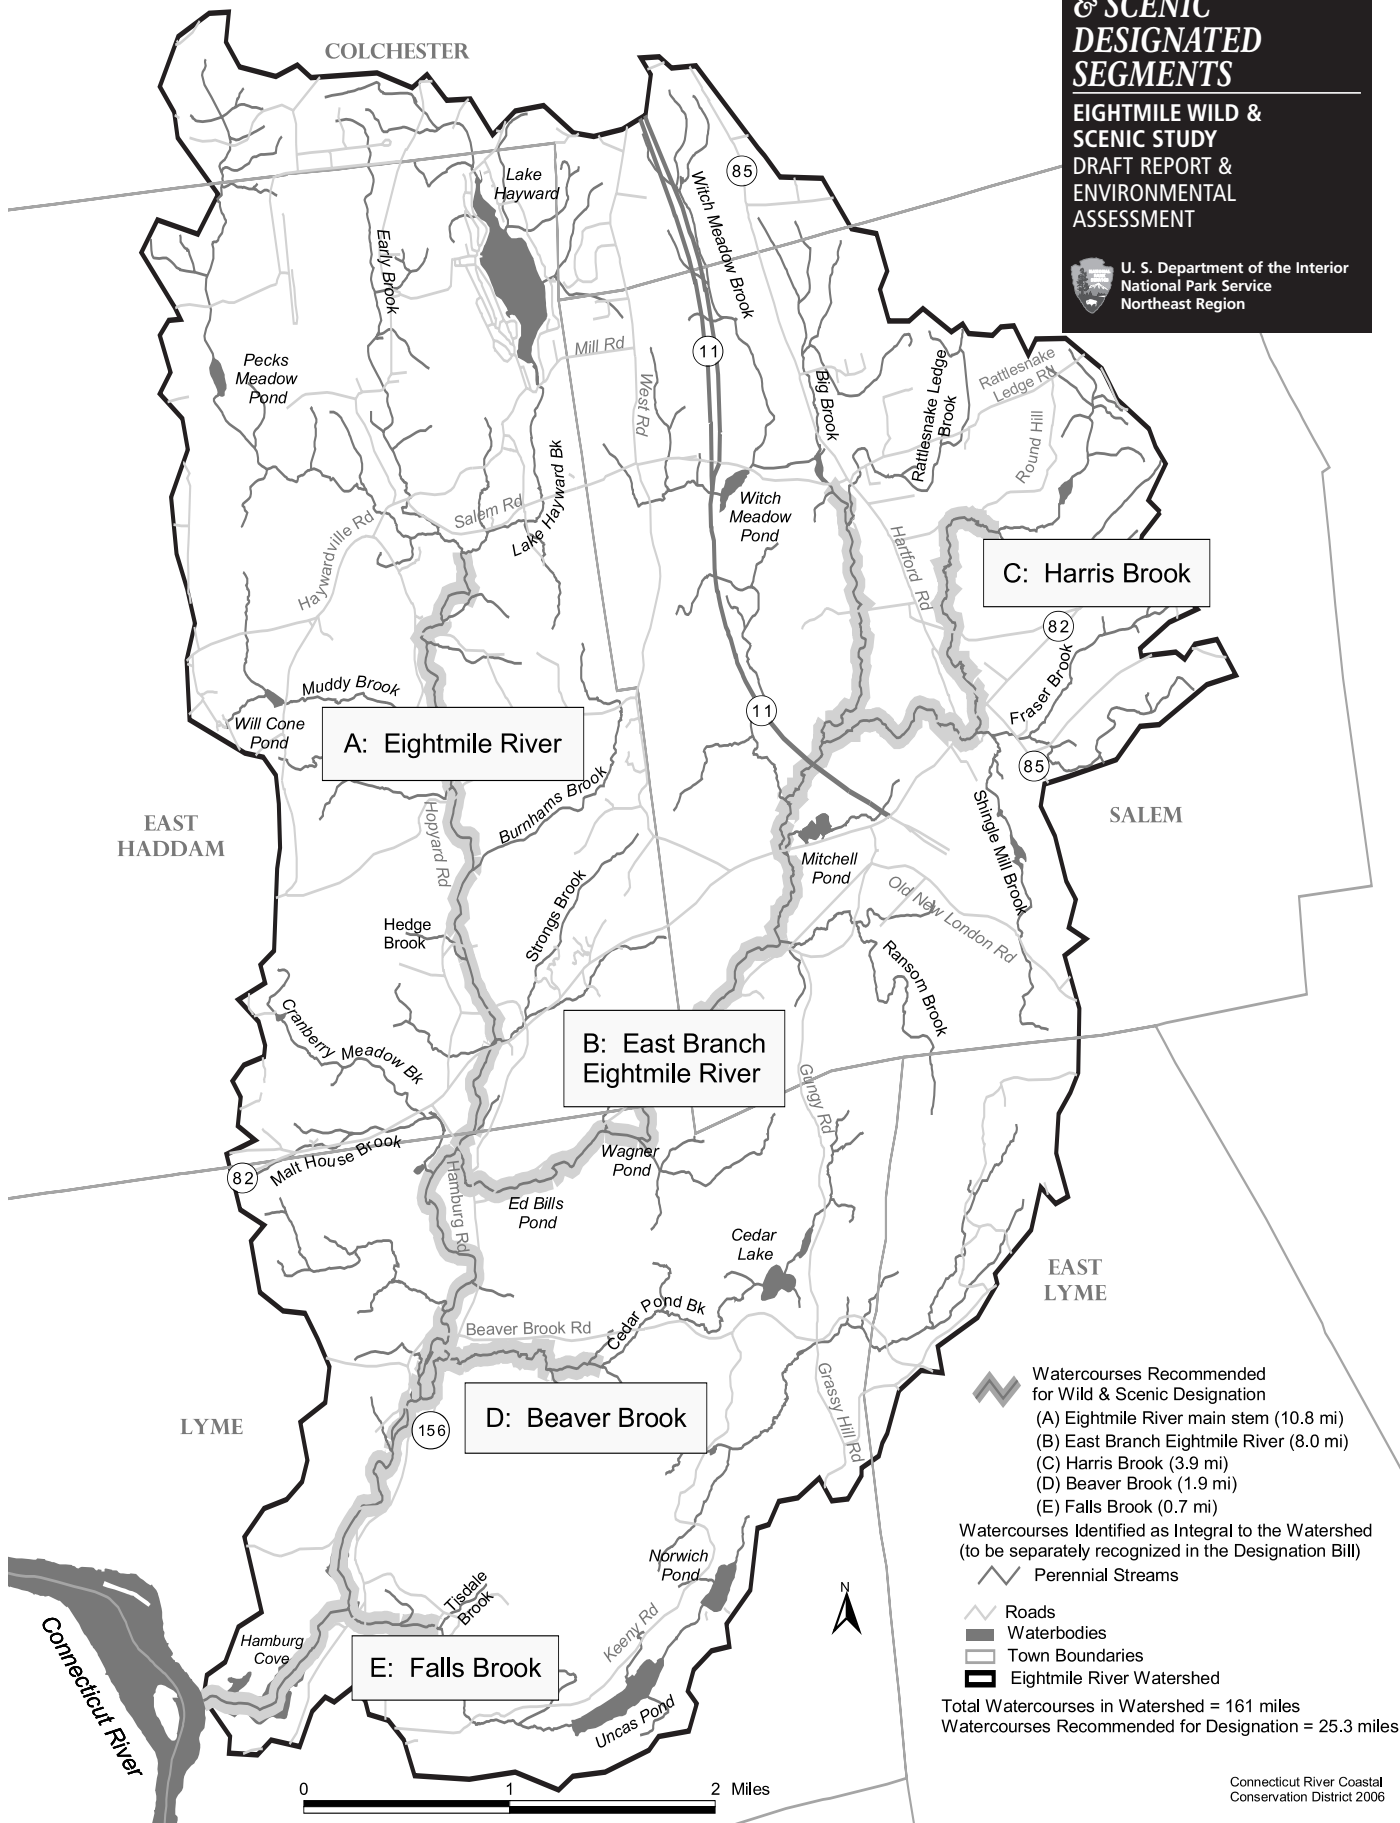 & SCENIC
DESIGNATED
SEGMENTS
EIGHTMILE WILD &
SCENIC STUDY
DRAFT REPORT &
ENVIRONMENTAL
ASSESSMENT
U. S. Department of the Interior
National Park Service
Northeast Region
COLCHESTER
Lake
Hayward
85
Witch Meadow Brook
Early Brook
11
Mill Rd
Pecks
Meadow
Pond
West Rd
Big Brook
Rattlesnake Ledge
Brook
Rattlesnake
Ledge Rd
Round Hill
Lake Hayward Bk
Salem Rd
Haywardville Rd
Witch
Meadow
Pond
Hartford Rd
C: Harris Brook
82
Fraser Brook
Muddy Brook
Will Cone
Pond
A: Eightmile River
11
85
Burnhams Brook
Hopyard Rd
EAST
HADDAM
SALEM
Shingle Mill Brook
Mitchell
Pond
Old New London Rd
Strongs Brook
Hedge
Brook
Ransom Brook
Cranberry Meadow Bk
B: East Branch
Eightmile River
Gungy Rd
Malt House Brook
82
Wagner
Pond
Hamburg Rd
Ed Bills
Pond
Cedar
Lake
EAST
LYME
Cedar Pond Bk
Beaver Brook Rd
Grassy Hill Rd
D: Beaver Brook
LYME
156
Watercourses Recommended
for Wild & Scenic Designation
(A) Eightmile River main stem (10.8 mi)
(B) East Branch Eightmile River (8.0 mi)
(C) Harris Brook (3.9 mi)
(D) Beaver Brook (1.9 mi)
(E) Falls Brook (0.7 mi)
Watercourses Identified as Integral to the Watershed
(to be separately recognized in the Designation Bill)
Perennial Streams
Roads
Waterbodies
Town Boundaries
Eightmile River Watershed
Total Watercourses in Watershed = 161 miles
Watercourses Recommended for Designation = 25.3 miles
Norwich
Pond
N
Tisdale
Brook
Keeny Rd
Hamburg
Cove
E: Falls Brook
Connecticut River
Uncas Pond
0 1 2 Miles
Connecticut River Coastal
Conservation District 2006